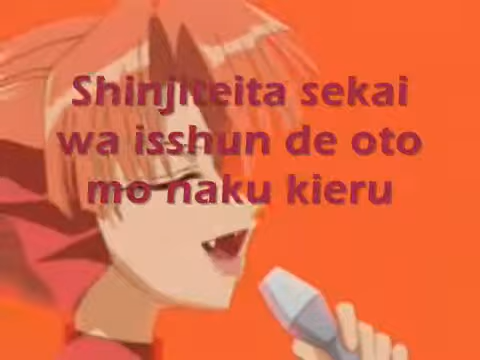 Shinjiteita sekai
wa isshun de oto
mo naku kieru